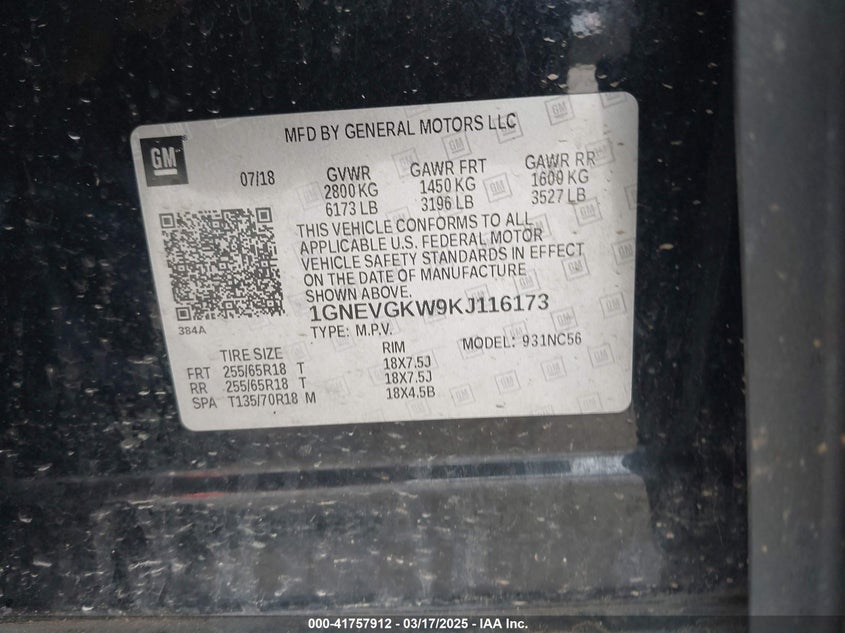 MFD BY GENERAL MOTORS LLC
GM
07/18
GVWR GAWR FRT GAWR RR
2800 KG 1450 KG 1600 KG
6173 LB 3196 LB 3527 LB
THIS VEHICLE CONFORMS TO ALL
APPLICABLE U.S. FEDERAL MOTOR
VEHICLE SAFETY STANDARDS IN EFFECT
ON THE DATE OF MANUFACTURE
SHOWN ABOVE.
384A
1GNEVGKW9KJ116173
TYPE: M.P.V. MODEL: 931NC56
TIRE SIZE RIM
FRT 255/65R18 T 18X7.5J
RR 255/65R18 T 18X7.5J
SPA T135/70R18 M 18X4.5B
000-41757912 - 03/17/2025 - IAA Inc.